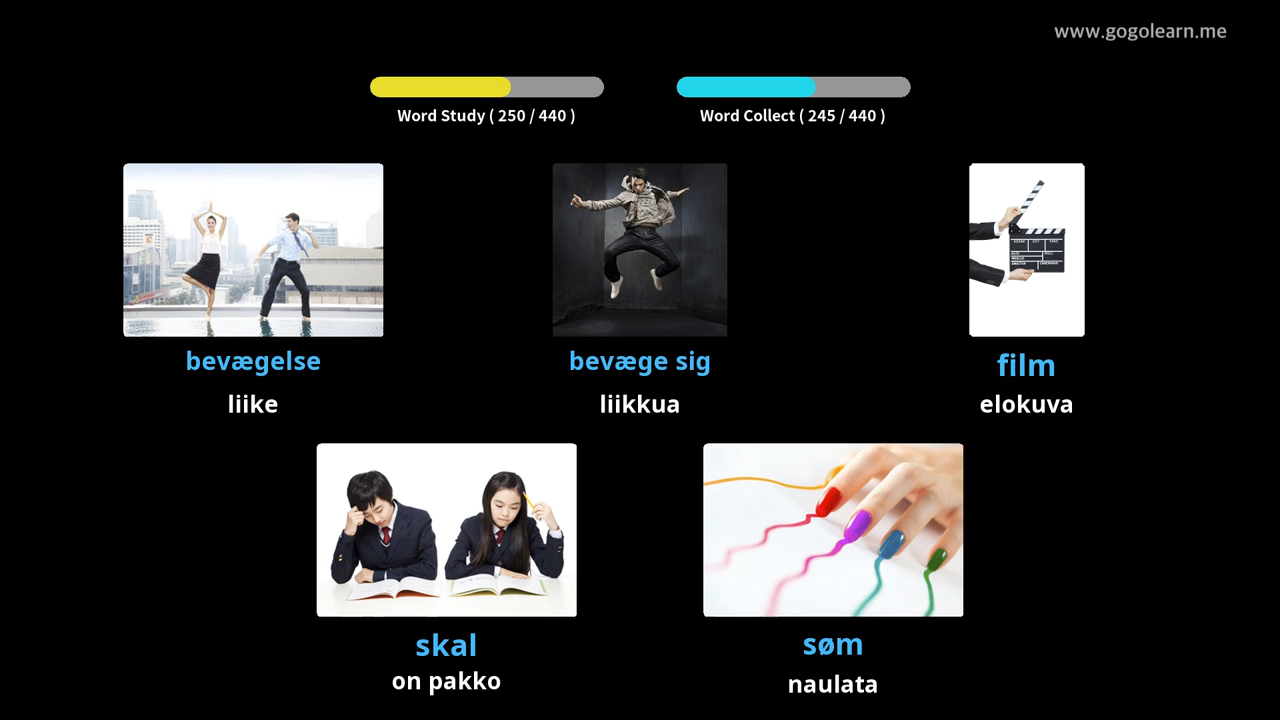 www.gogolearn.me
Word Study ( 250 / 440 )
Word Collect ( 245 / 440 )
bevægelse
liike
bevæge sig
liikkua
film
elokuva
skal
on pakko
søm
naulata